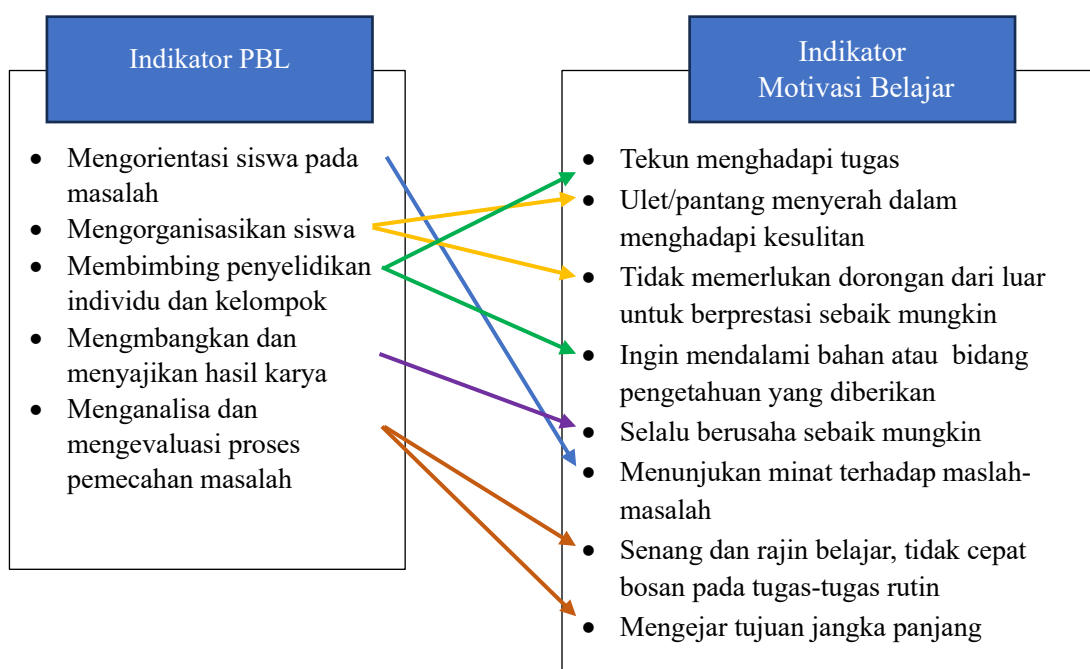 Indikator PBL
• Mengorientasi siswa pada
masalah
• Mengorganisasikan siswa
• Membimbing penyelidikan
individu dan kelompok
• Mengmbangkan dan
menyajikan hasil karya
• Menganalisa dan
mengevaluasi proses
pemecahan masalah
Indikator
Motivasi Belajar
• Tekun menghadapi tugas
• Ulet/pantang menyerah dalam
menghadapi kesulitan
• Tidak memerlukan dorongan dari luar
untuk berprestasi sebaik mungkin
• Ingin mendalami bahan atau bidang
pengetahuan yang diberikan
• Selalu berusaha sebaik mungkin
• Menunjukan minat terhadap maslah-
masalah
• Senang dan rajin belajar, tidak cepat
bosan pada tugas-tugas rutin
• Mengejar tujuan jangka panjang